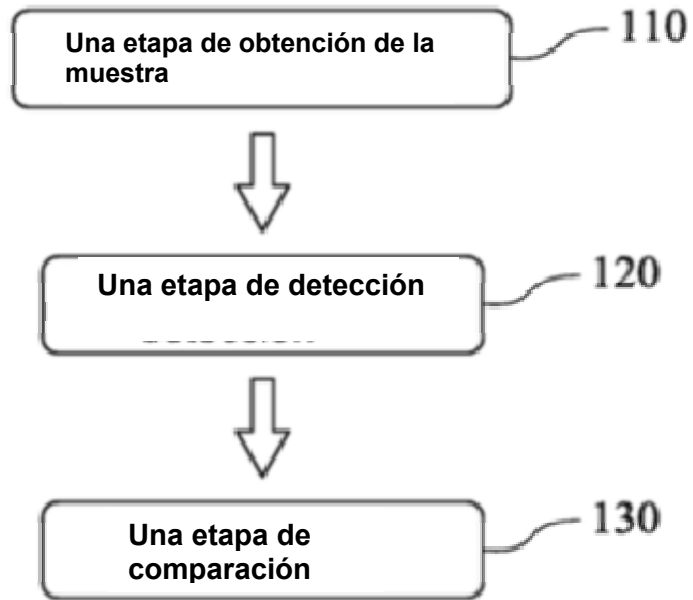 Una etapa de obtención de la 110
muestra
Una etapa de detección 120
Una etapa de 130
comparación